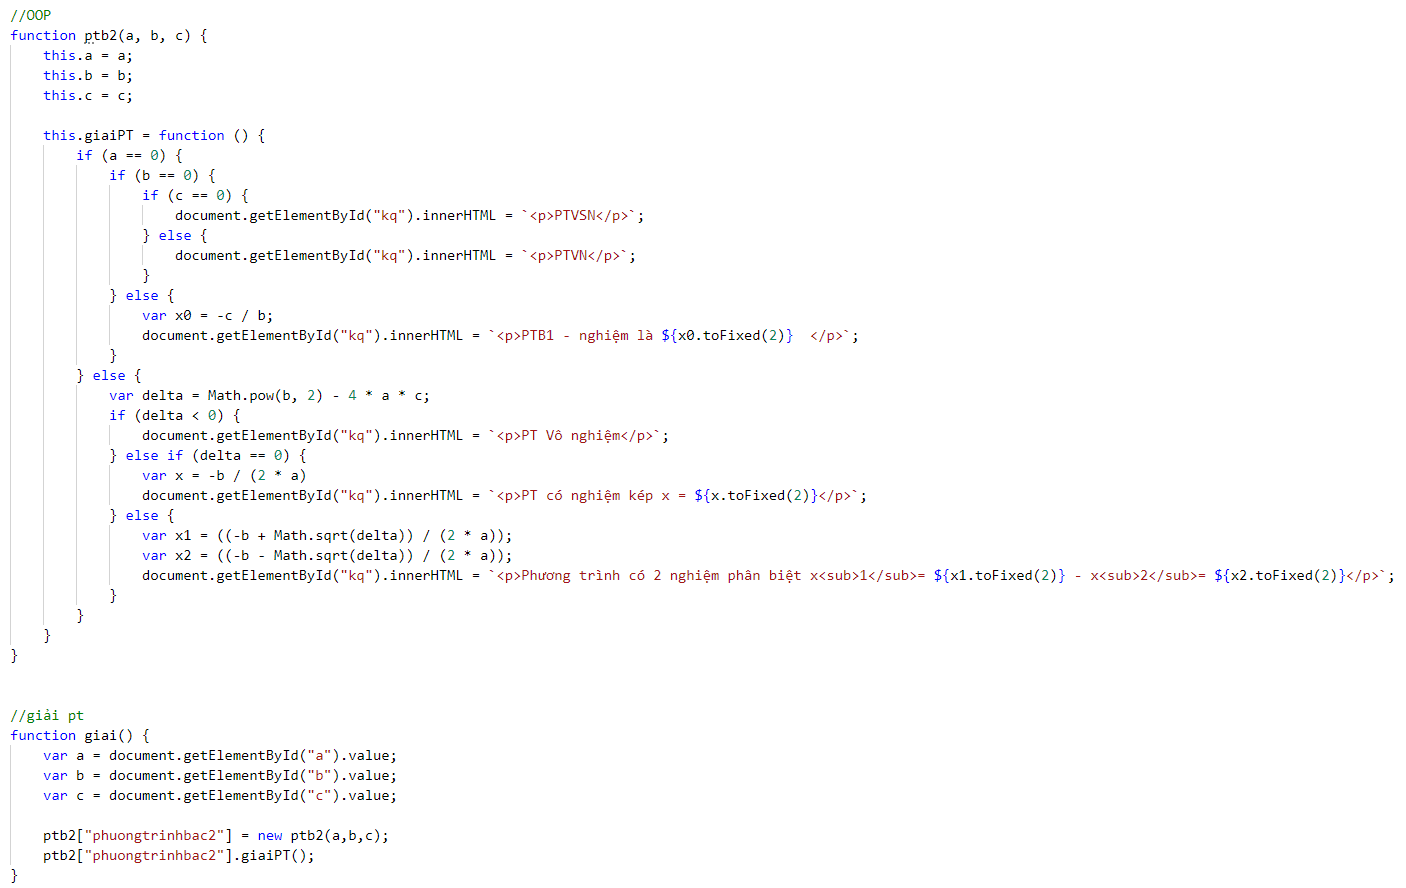 //OOP
function ptb2(a, b, c) {
    this.a = a;
    this.b = b;
    this.c = c;

    this.giaiPT = function () {
        if (a == 0) {
            if (b == 0) {
                if (c == 0) {
                    document.getElementById("kq").innerHTML = `<p>PTVSN</p>`;
                } else {
                    document.getElementById("kq").innerHTML = `<p>PTVN</p>`;
                }
            } else {
                var x0 = -c / b;
                document.getElementById("kq").innerHTML = `<p>PTB1 - nghiệm là ${x0.toFixed(2)}  </p>`;
            }
        } else {
            var delta = Math.pow(b, 2) - 4 * a * c;
            if (delta < 0) {
                document.getElementById("kq").innerHTML = `<p>PT Vô nghiệm</p>`;
            } else if (delta == 0) {
                var x = -b / (2 * a)
                document.getElementById("kq").innerHTML = `<p>PT có nghiệm kép x = ${x.toFixed(2)}</p>`;
            } else {
                var x1 = ((-b + Math.sqrt(delta)) / (2 * a));
                var x2 = ((-b - Math.sqrt(delta)) / (2 * a));
                document.getElementById("kq").innerHTML = `<p>Phương trình có 2 nghiệm phân biệt x<sub>1</sub>= ${x1.toFixed(2)} - x<sub>2</sub>= ${x2.toFixed(2)}</p>`;
            }
        }
    }
}

//giải pt
function giai() {
    var a = document.getElementById("a").value;
    var b = document.getElementById("b").value;
    var c = document.getElementById("c").value;

    ptb2["phuongtrinhbac2"] = new ptb2(a,b,c);
    ptb2["phuongtrinhbac2"].giaiPT();
}